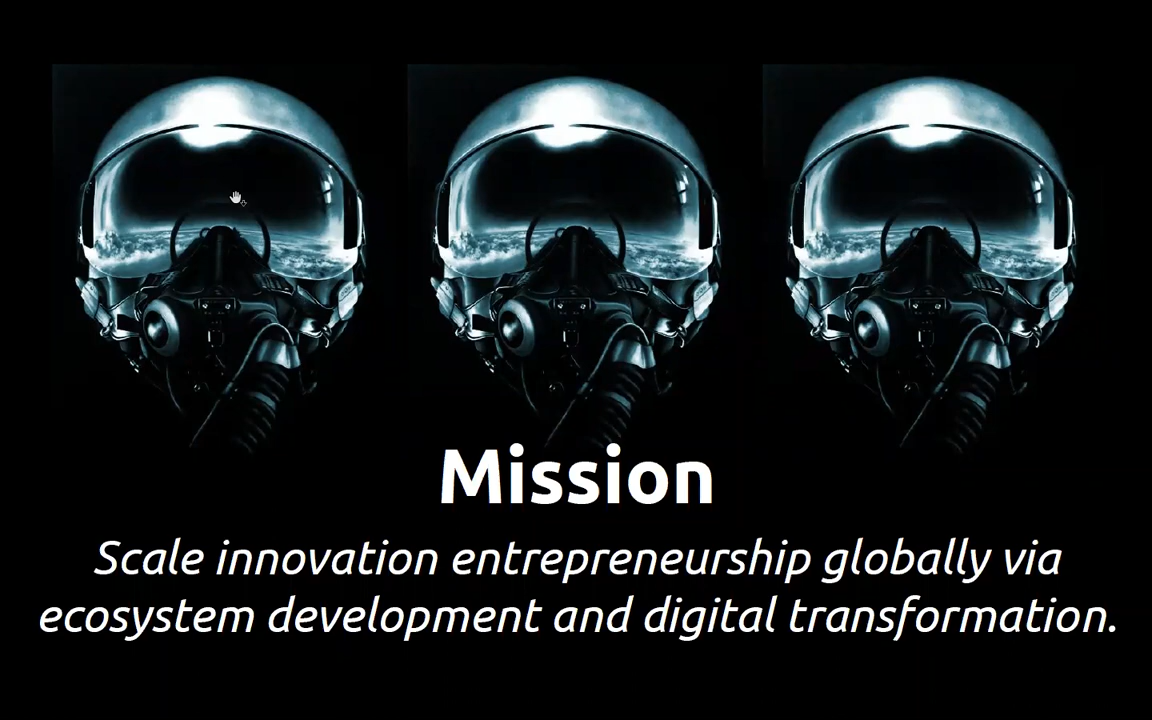 Mission
Scale innovation entrepreneurship globally via
ecosystem development and digital transformation.